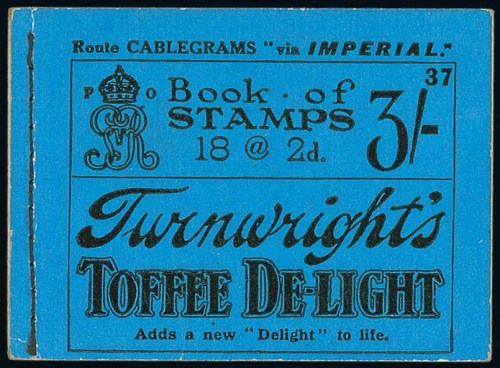 Route CABLEGRAMS "via IMPERIAL."
37
P O
GVR
Book · of
STAMPS
18 @ 2d.
3/-
Turnwright's
TOFFEE DE-LIGHT
Adds a new "Delight" to life.